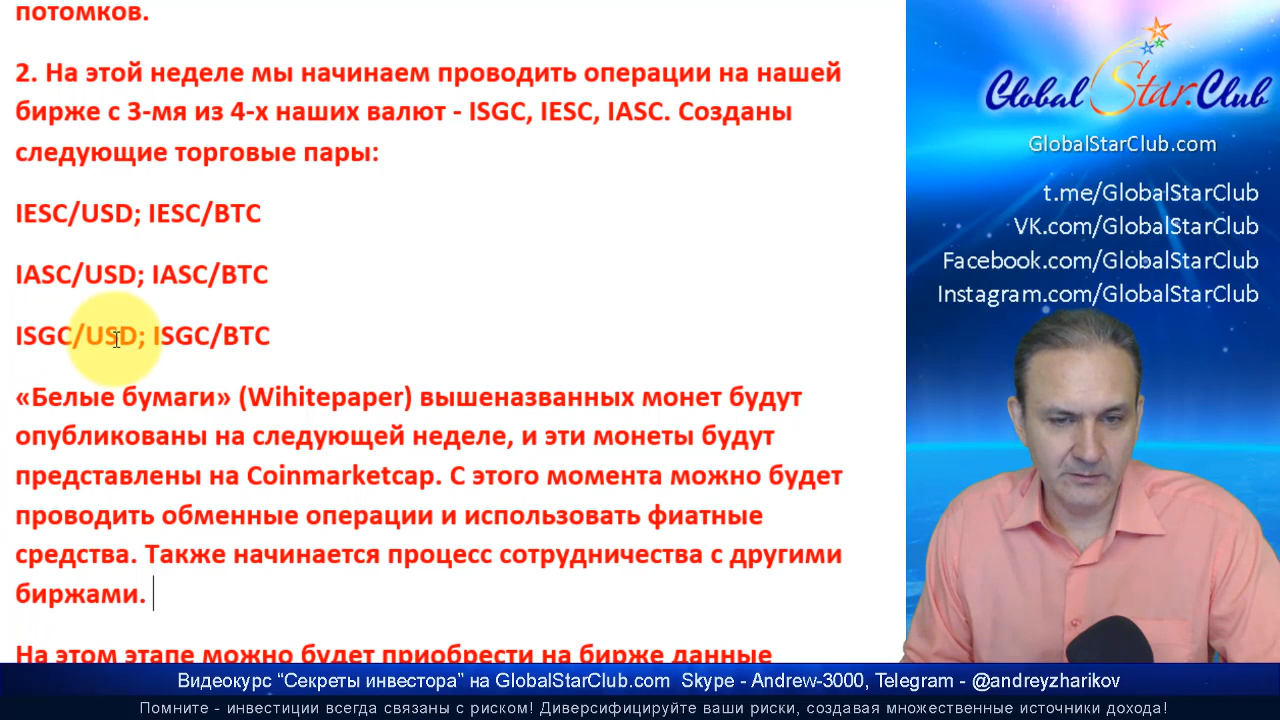 потомков.
2. На этой неделе мы начинаем проводить операции на нашей
бирже с 3-мя из 4-х наших валют - ISGC, IESC, IASC. Созданы
следующие торговые пары:
IESC/USD; IESC/BTC
IASC/USD; IASC/BTC
ISGC/USD; ISGC/BTC
«Белые бумаги» (Wihitepaper) вышеназванных монет будут
опубликованы на следующей неделе, и эти монеты будут
представлены на Coinmarketcap. С этого момента можно будет
проводить обменные операции и использовать фиатные
средства. Также начинается процесс сотрудничества с другими
биржами.
На этом этапе можно будет приобрести на бирже данные
Global Star.Club
GlobalStarClub.com
t.me/GlobalStarClub
VK.com/GlobalStarClub
Facebook.com/GlobalStarClub
Instagram.com/GlobalStarClub
Видеокурс “Секреты инвестора” на GlobalStarClub.com Skype - Andrew-3000, Telegram - @andreyzharikov
Помните - инвестиции всегда связаны с риском! Диверсифицируйте ваши риски, создавая множественные источники дохода!